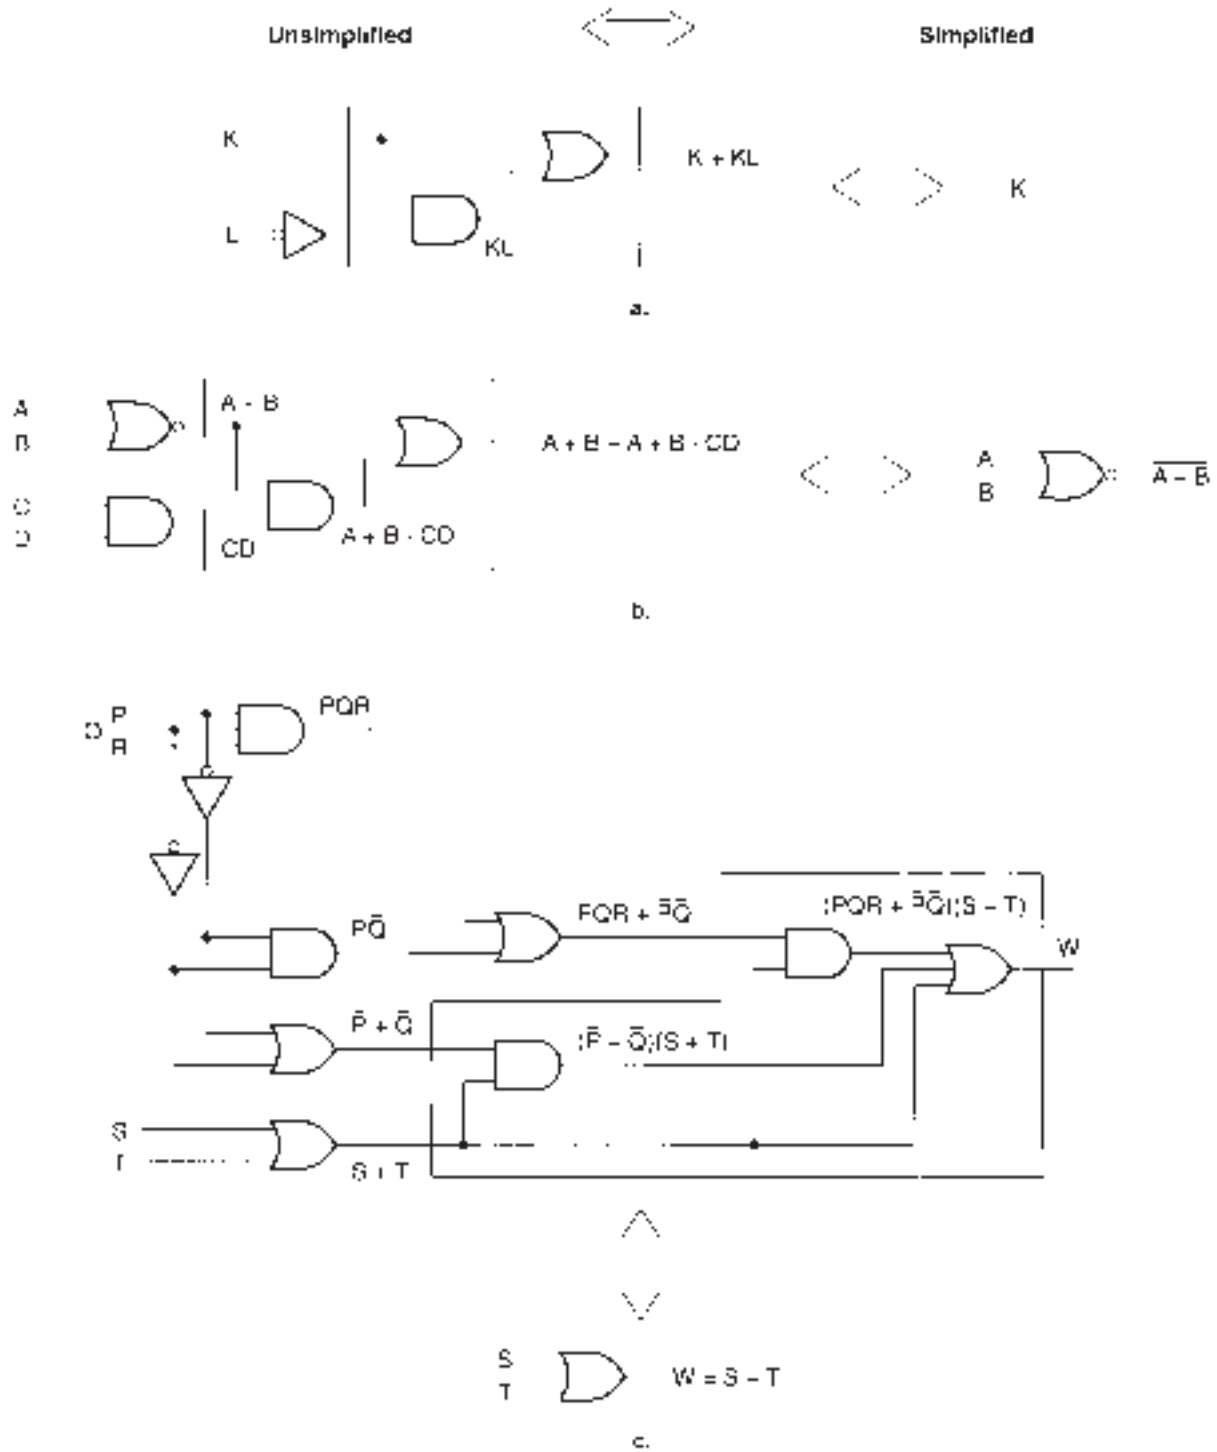 Unsimplified
Simplified
K
K + KL
K
L
KL
a.
A
B
A - B
C
D
CD
A + B · CD
A + B - A + B · CD
A
B
A - B
b.
P
R
PQR
PQ̄
PQR + P̄Q̄
(PQR + P̄Q̄)(S - T)
W
P̄ + Q̄
(P̄ - Q̄)(S + T)
S
T
S + T
S
T
W = S - T
c.